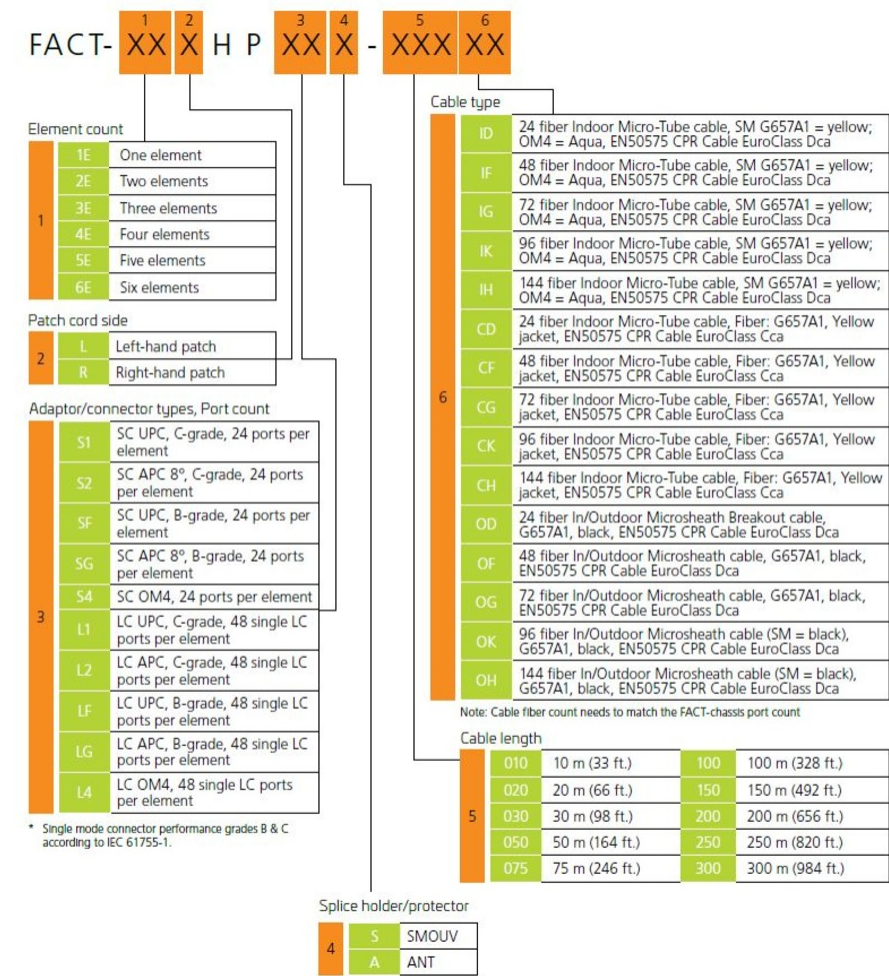 1 2 3 4 5 6
FACT- XX X H P XX X - XXX XX
Element count
1
1E One element
2E Two elements
3E Three elements
4E Four elements
5E Five elements
6E Six elements
Patch cord side
2
L Left-hand patch
R Right-hand patch
Adaptor/connector types, Port count
3
S1 SC UPC, C-grade, 24 ports per
element
S2 SC APC 8°, C-grade, 24 ports
per element
SF SC UPC, B-grade, 24 ports per
element
SG SC APC 8°, B-grade, 24 ports
per element
S4 SC OM4, 24 ports per element
L1 LC UPC, C-grade, 48 single LC
ports per element
L2 LC APC, C-grade, 48 single LC
ports per element
LF LC UPC, B-grade, 48 single LC
ports per element
LG LC APC, B-grade, 48 single LC
ports per element
L4 LC OM4, 48 single LC ports
per element
* Single mode connector performance grades B & C
according to IEC 61755-1.
Cable type
6
ID 24 fiber Indoor Micro-Tube cable, SM G657A1 = yellow;
OM4 = Aqua, EN50575 CPR Cable EuroClass Dca
IF 48 fiber Indoor Micro-Tube cable, SM G657A1 = yellow;
OM4 = Aqua, EN50575 CPR Cable EuroClass Dca
IG 72 fiber Indoor Micro-Tube cable, SM G657A1 = yellow;
OM4 = Aqua, EN50575 CPR Cable EuroClass Dca
IK 96 fiber Indoor Micro-Tube cable, SM G657A1 = yellow;
OM4 = Aqua, EN50575 CPR Cable EuroClass Dca
IH 144 fiber Indoor Micro-Tube cable, SM G657A1 = yellow;
OM4 = Aqua, EN50575 CPR Cable EuroClass Dca
CD 24 fiber Indoor Micro-Tube cable, Fiber: G657A1, Yellow
jacket, EN50575 CPR Cable EuroClass Cca
CF 48 fiber Indoor Micro-Tube cable, Fiber: G657A1, Yellow
jacket, EN50575 CPR Cable EuroClass Cca
CG 72 fiber Indoor Micro-Tube cable, Fiber: G657A1, Yellow
jacket, EN50575 CPR Cable EuroClass Cca
CK 96 fiber Indoor Micro-Tube cable, Fiber: G657A1, Yellow
jacket, EN50575 CPR Cable EuroClass Cca
CH 144 fiber Indoor Micro-Tube cable, Fiber: G657A1, Yellow
jacket, EN50575 CPR Cable EuroClass Cca
OD 24 fiber In/Outdoor Microsheath Breakout cable,
G657A1, black, EN50575 CPR Cable EuroClass Dca
OF 48 fiber In/Outdoor Microsheath cable, G657A1, black,
EN50575 CPR Cable EuroClass Dca
OG 72 fiber In/Outdoor Microsheath cable, G657A1, black,
EN50575 CPR Cable EuroClass Dca
OK 96 fiber In/Outdoor Microsheath cable (SM = black),
G657A1, black, EN50575 CPR Cable EuroClass Dca
OH 144 fiber In/Outdoor Microsheath cable (SM = black),
G657A1, black, EN50575 CPR Cable EuroClass Dca
Note: Cable fiber count needs to match the FACT-chassis port count
Cable length
5
010 10 m (33 ft.) 100 100 m (328 ft.)
020 20 m (66 ft.) 150 150 m (492 ft.)
030 30 m (98 ft.) 200 200 m (656 ft.)
050 50 m (164 ft.) 250 250 m (820 ft.)
075 75 m (246 ft.) 300 300 m (984 ft.)
Splice holder/protector
4
S SMOUV
A ANT